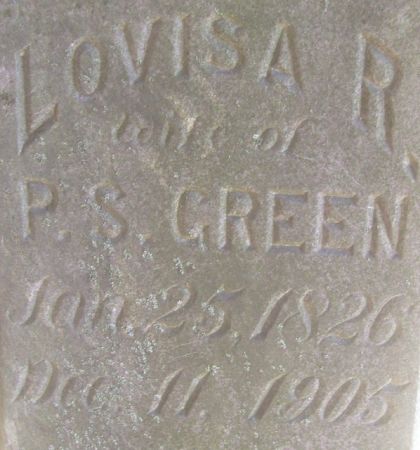 LOVISA R.
wife of
P. S. GREEN
Jan. 25, 1826
Dec. 11, 1905